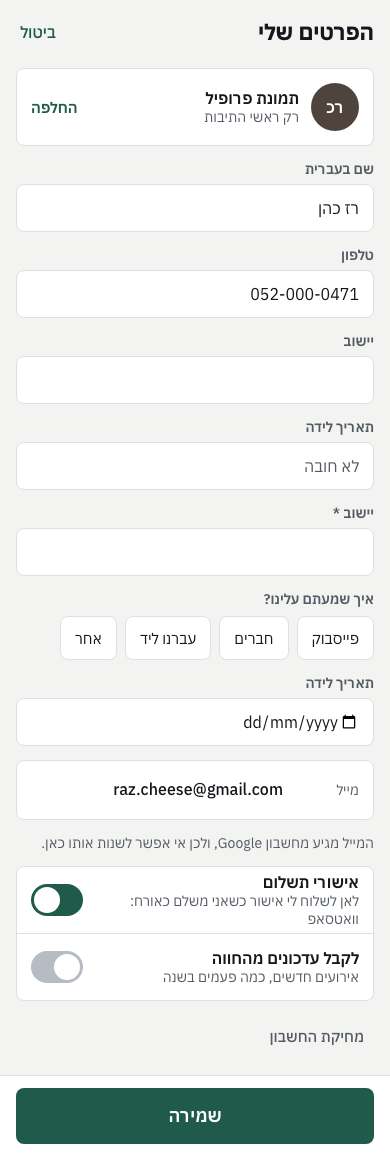 הפרטים שלי
ביטול
רכ
תמונת פרופיל
רק ראשי התיבות
החלפה
שם בעברית
רז כהן
טלפון
052-000-0471
יישוב
תאריך לידה
לא חובה
יישוב *
איך שמעתם עלינו?
פייסבוק
חברים
עברנו ליד
אחר
תאריך לידה
dd/mm/yyyy
מייל
raz.cheese@gmail.com
המייל מגיע מחשבון Google, ולכן אי אפשר לשנות אותו כאן.
אישורי תשלום
לאן לשלוח לי אישור כשאני משלם כאורח:
וואטסאפ
לקבל עדכונים מהחווה
אירועים חדשים, כמה פעמים בשנה
מחיקת החשבון
שמירה